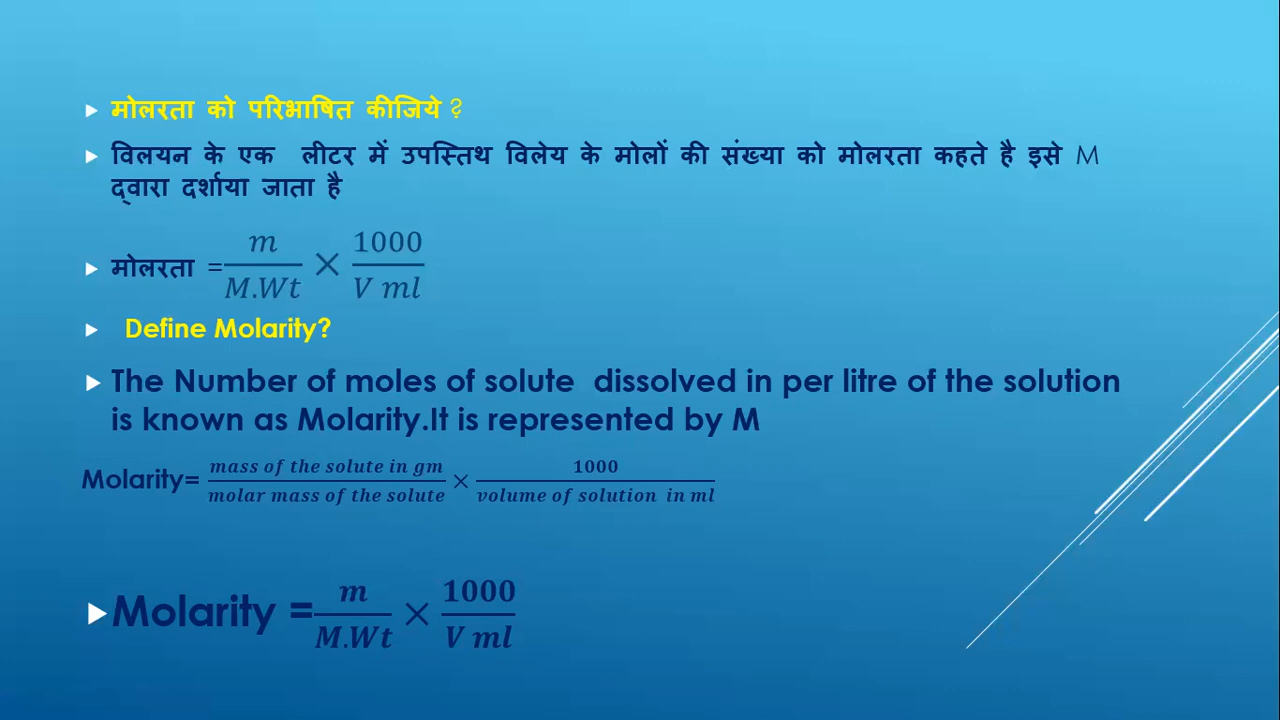 मोलरता को परिभाषित कीजिये ?
विलयन के एक लीटर में उपस्तिथ विलेय के मोलों की संख्या को मोलरता कहते है इसे M
द्वारा दर्शाया जाता है
मोलरता = m/M.Wt × 1000/V ml
Define Molarity?
The Number of moles of solute dissolved in per litre of the solution
is known as Molarity.It is represented by M
Molarity= mass of the solute in gm/molar mass of the solute × 1000/volume of solution in ml
Molarity = m/M.Wt × 1000/V ml